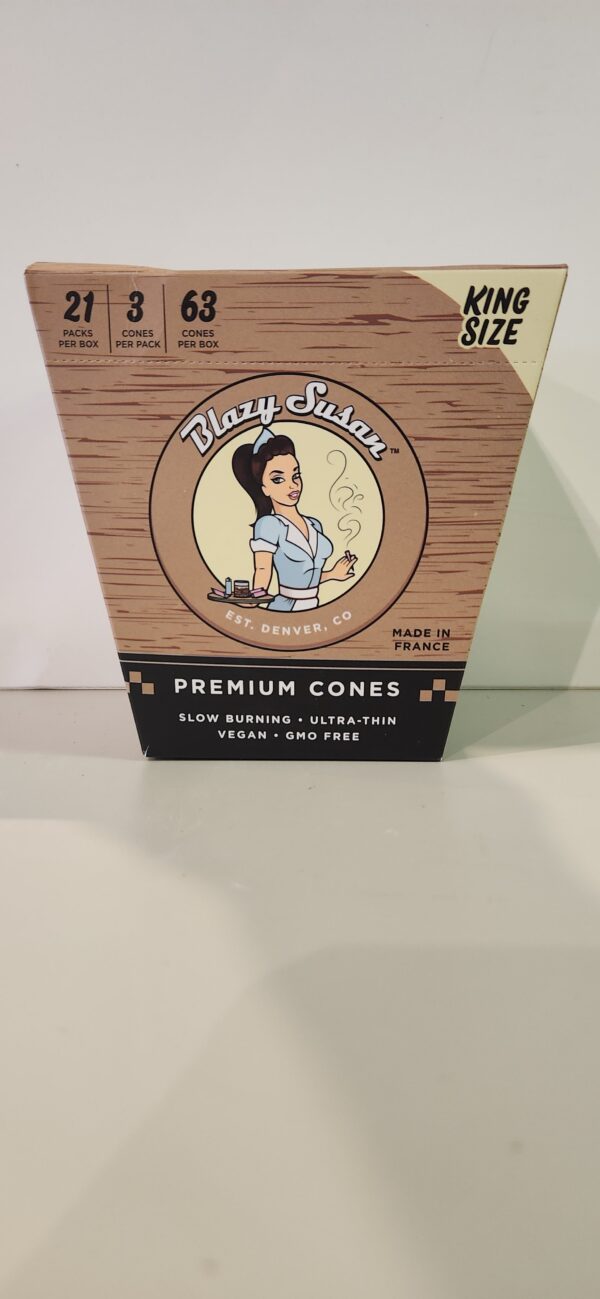 21 3 63
PACKS CONES CONES
PER BOX PER PACK PER BOX
KING
SIZE
Blazy Susan™
EST. DENVER, CO
MADE IN
FRANCE
PREMIUM CONES
SLOW BURNING • ULTRA-THIN
VEGAN • GMO FREE